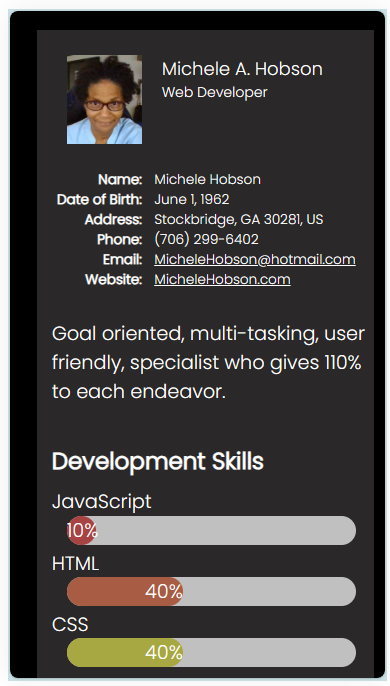 Michele A. Hobson
Web Developer
Name: Michele Hobson
Date of Birth: June 1, 1962
Address: Stockbridge, GA 30281, US
Phone: (706) 299-6402
Email: MicheleHobson@hotmail.com
Website: MicheleHobson.com
Goal oriented, multi-tasking, user
friendly, specialist who gives 110%
to each endeavor.
Development Skills
JavaScript
10%
HTML
40%
CSS
40%